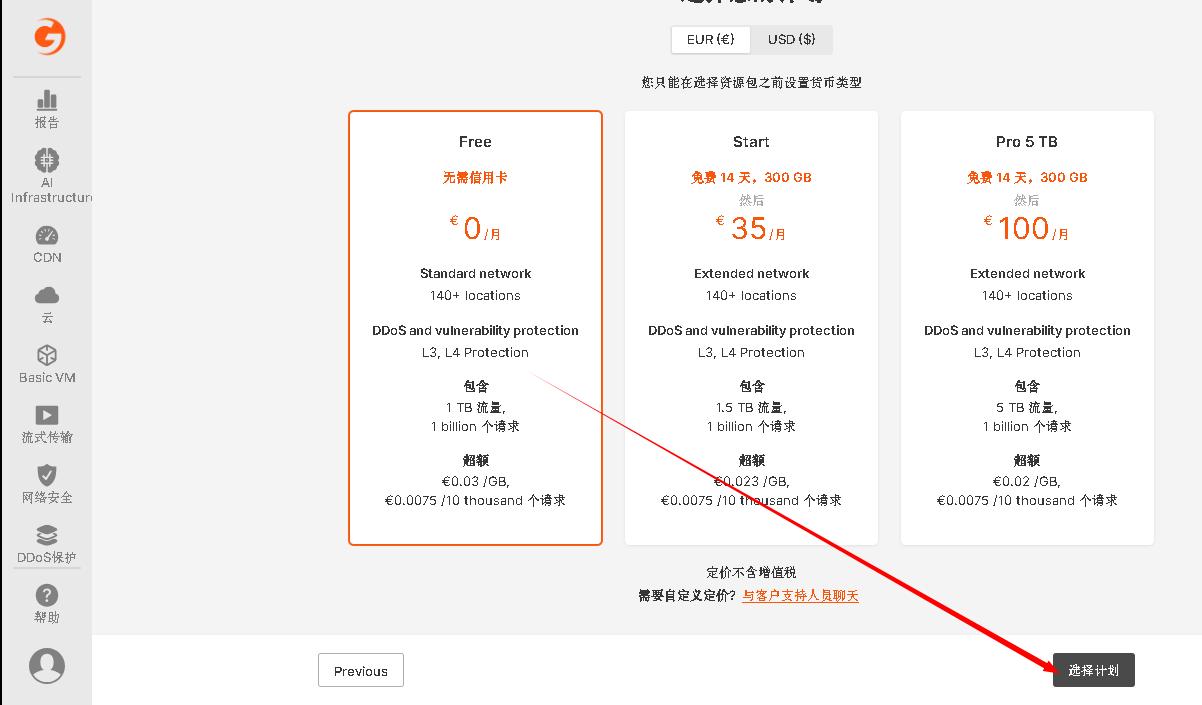 报告
AI
Infrastructure
CDN
云
Basic VM
流式传输
网络安全
DDoS保护
帮助
EUR (€)
USD ($)
您只能在选择资源包之前设置货币类型
Free
无需信用卡
€ 0 /月
Standard network
140+ locations
DDoS and vulnerability protection
L3, L4 Protection
包含
1 TB 流量,
1 billion 个请求
超额
€0.03 /GB,
€0.0075 /10 thousand 个请求
Start
免费 14 天，300 GB
然后
€ 35 /月
Extended network
140+ locations
DDoS and vulnerability protection
L3, L4 Protection
包含
1.5 TB 流量,
1 billion 个请求
超额
€0.023 /GB,
€0.0075 /10 thousand 个请求
Pro 5 TB
免费 14 天，300 GB
然后
€ 100 /月
Extended network
140+ locations
DDoS and vulnerability protection
L3, L4 Protection
包含
5 TB 流量,
1 billion 个请求
超额
€0.02 /GB,
€0.0075 /10 thousand 个请求
定价不含增值税
需要自定义定价? 与客户支持人员聊天
Previous
选择计划